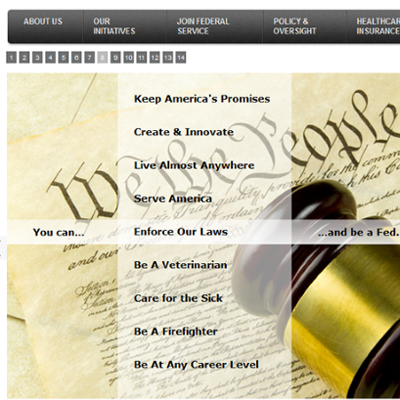 ABOUT US
OUR
INITIATIVES
JOIN FEDERAL
SERVICE
POLICY &
OVERSIGHT
HEALTHCAR
INSURANCE
1 2 3 4 5 6 7 8 9 10 11 12 13 14
We the People
Keep America's Promises
Create & Innovate
Live Almost Anywhere
Serve America
You can...
Enforce Our Laws
...and be a Fed.
Be A Veterinarian
Care for the Sick
Be A Firefighter
Be At Any Career Level